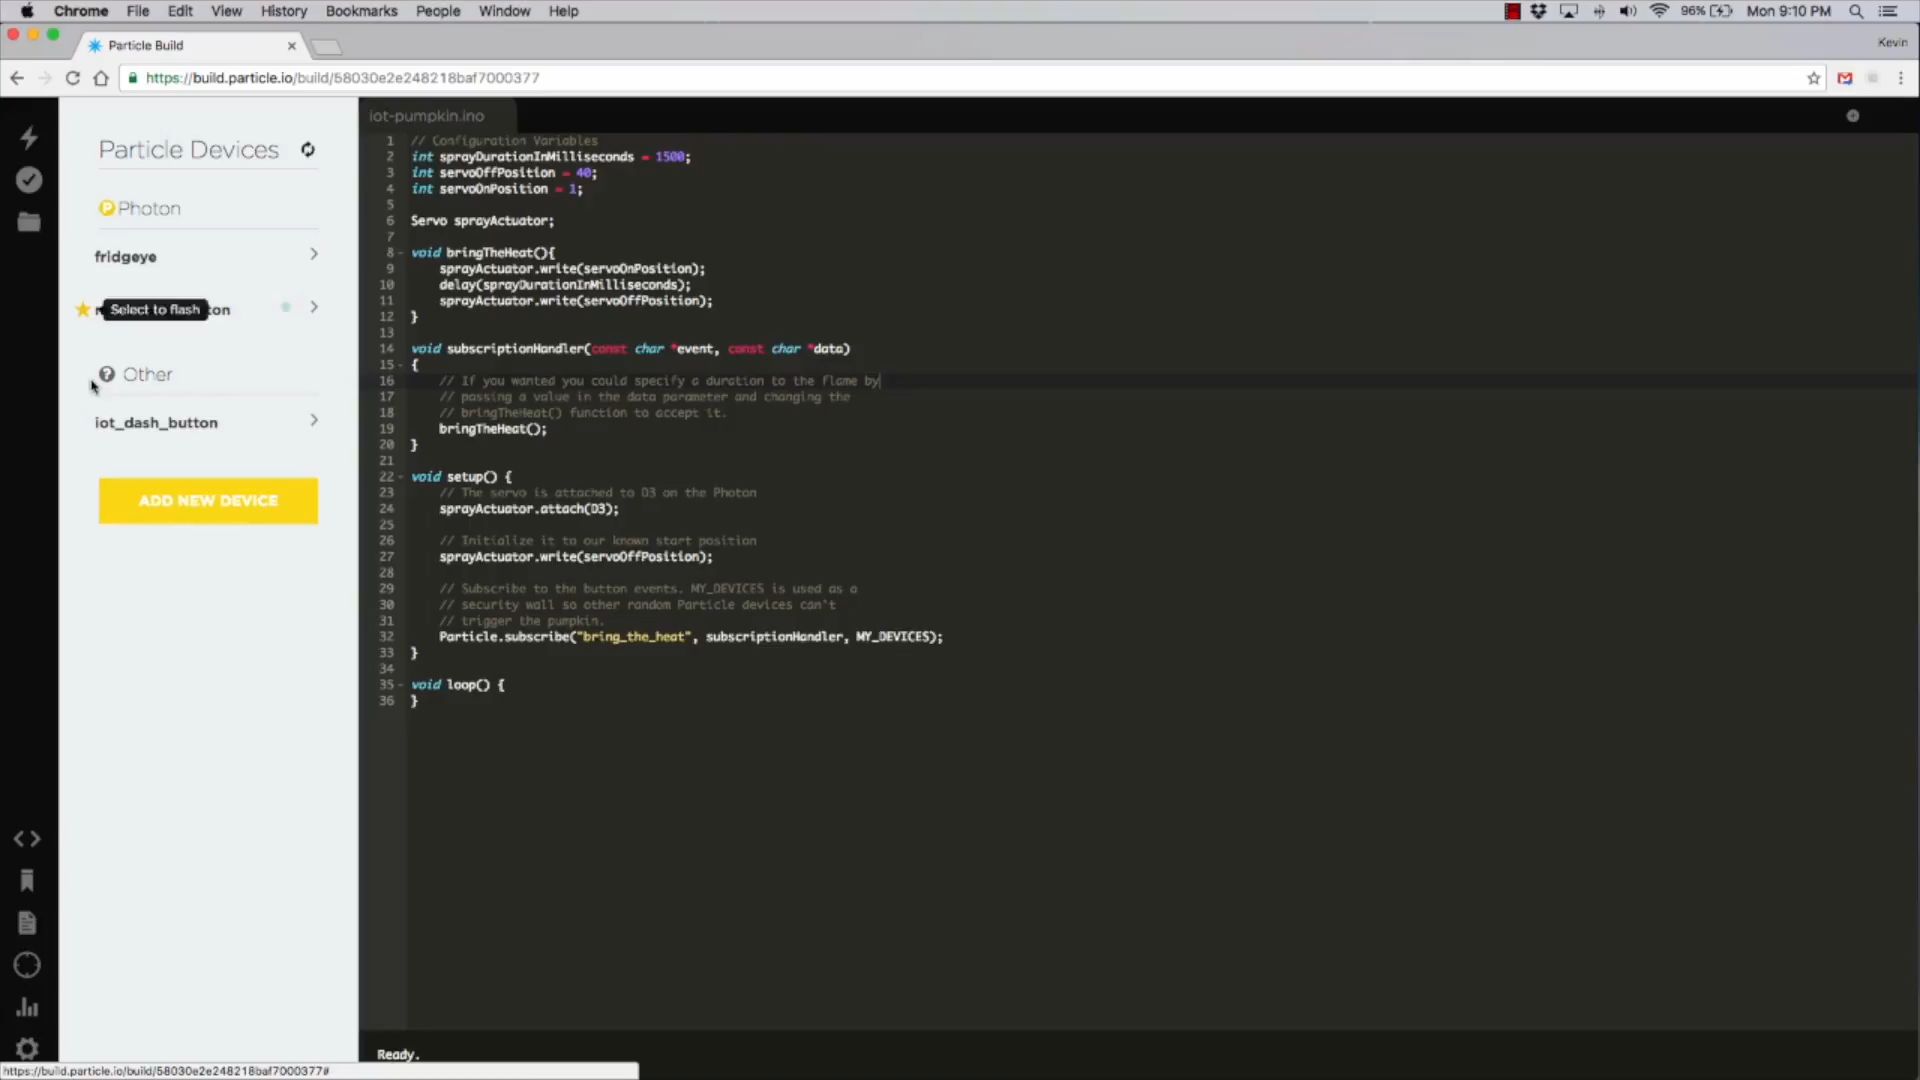 Chrome File Edit View History Bookmarks People Window Help 96% Mon 9:10 PM
Particle Build Kevin
https://build.particle.io/build/58030e2e248218baf7000377
Particle Devices
Photon
fridgeye
Select to flash
Other
iot_dash_button
ADD NEW DEVICE
iot-pumpkin.ino
1 // Configuration Variables
2 int sprayDurationInMilliseconds = 1500;
3 int servoOffPosition = 40;
4 int servoOnPosition = 1;
5
6 Servo sprayActuator;
7
8 void bringTheHeat(){
9 sprayActuator.write(servoOnPosition);
10 delay(sprayDurationInMilliseconds);
11 sprayActuator.write(servoOffPosition);
12 }
13
14 void subscriptionHandler(const char *event, const char *data)
15 {
16 // If you wanted you could specify a duration to the flame by
17 // passing a value in the data parameter and changing the
18 // bringTheHeat() function to accept it.
19 bringTheHeat();
20 }
21
22 void setup() {
23 // The servo is attached to D3 on the Photon
24 sprayActuator.attach(D3);
25
26 // Initialize it to our known start position
27 sprayActuator.write(servoOffPosition);
28
29 // Subscribe to the button events. MY_DEVICES is used as a
30 // security wall so other random Particle devices can't
31 // trigger the pumpkin.
32 Particle.subscribe("bring_the_heat", subscriptionHandler, MY_DEVICES);
33 }
34
35 void loop() {
36 }
Ready.
https://build.particle.io/build/58030e2e248218baf7000377#